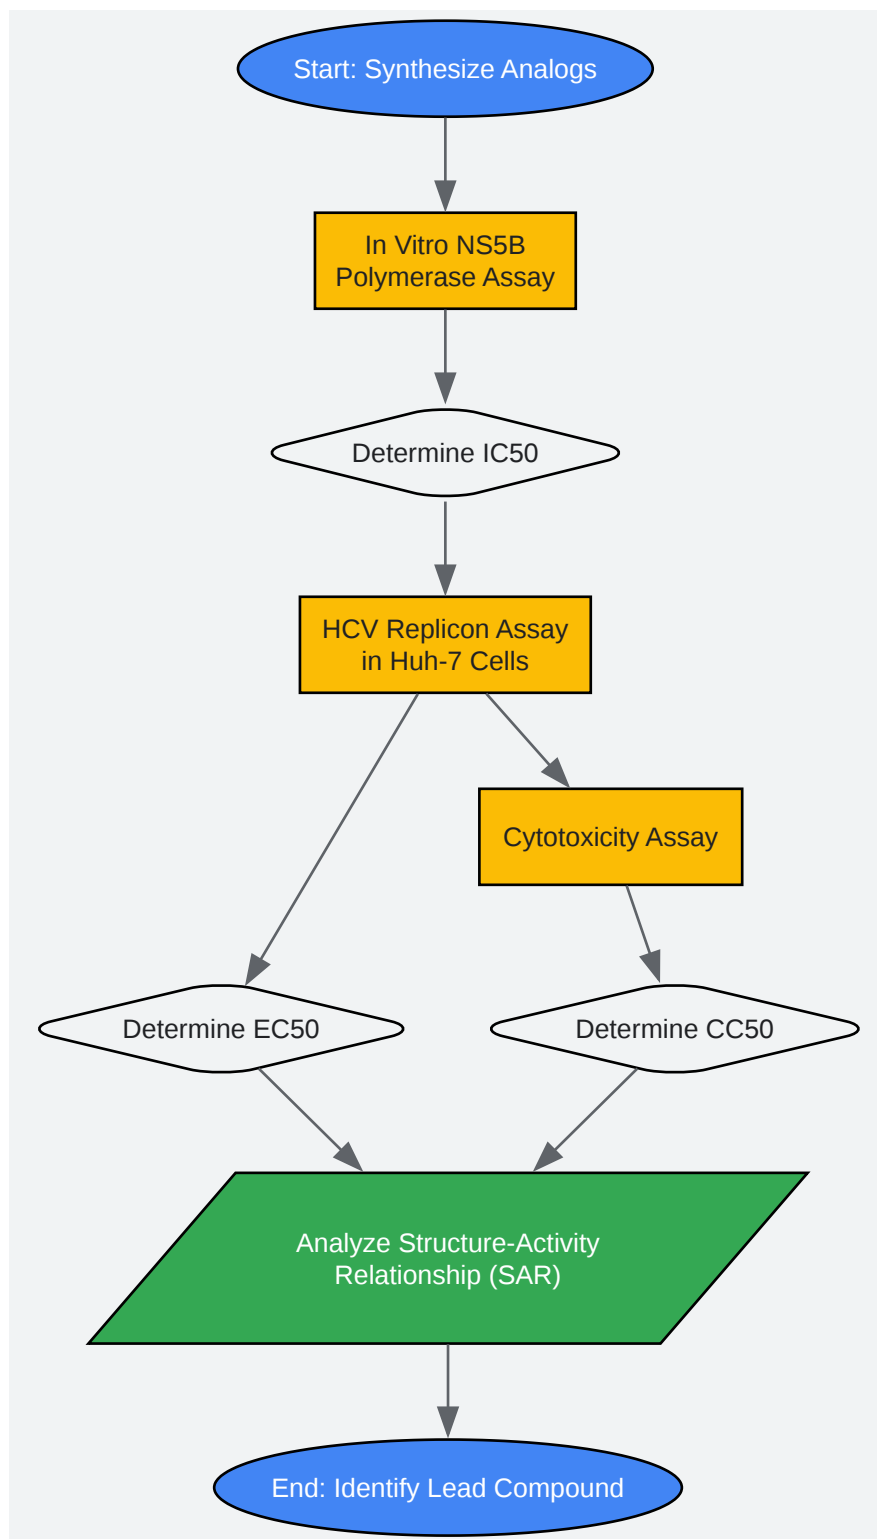 Start: Synthesize Analogs
In Vitro NS5B
Polymerase Assay
Determine IC50
HCV Replicon Assay
in Huh-7 Cells
Cytotoxicity Assay
Determine EC50
Determine CC50
Analyze Structure-Activity
Relationship (SAR)
End: Identify Lead Compound